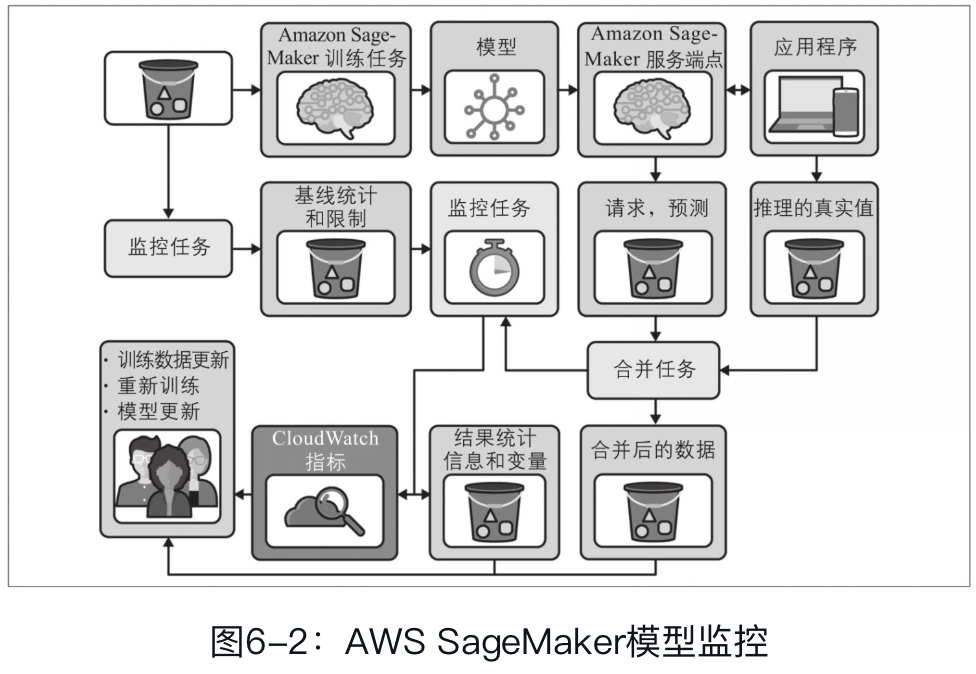 Amazon Sage-
Maker 训练任务
模型
Amazon Sage-
Maker 服务端点
应用程序
监控任务
基线统计
和限制
监控任务
请求，预测
推理的真实值
· 训练数据更新
· 重新训练
· 模型更新
合并任务
CloudWatch
指标
结果统计
信息和变量
合并后的数据
图6-2：AWS SageMaker模型监控